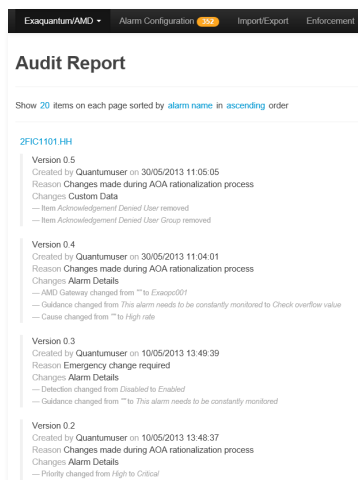 Exaquantum/AMD Alarm Configuration 352 Import/Export Enforcement
Audit Report
Show 20 items on each page sorted by alarm name in ascending order
2FIC1101.HH
Version 0.5
Created by Quantumuser on 30/05/2013 11:05:05
Reason Changes made during AOA rationalization process
Changes Custom Data
— Item Acknowledgement Denied User removed
— Item Acknowledgement Denied User Group removed
Version 0.4
Created by Quantumuser on 30/05/2013 11:04:01
Reason Changes made during AOA rationalization process
Changes Alarm Details
— AMD Gateway changed from "" to Exaopc001
— Guidance changed from This alarm needs to be constantly monitored to Check overflow value
— Cause changed from "" to High rate
Version 0.3
Created by Quantumuser on 10/05/2013 13:49:39
Reason Emergency change required
Changes Alarm Details
— Detection changed from Disabled to Enabled
— Guidance changed from "" to This alarm needs to be constantly monitored
Version 0.2
Created by Quantumuser on 10/05/2013 13:48:37
Reason Changes made during AOA rationalization process
Changes Alarm Details
— Priority changed from High to Critical